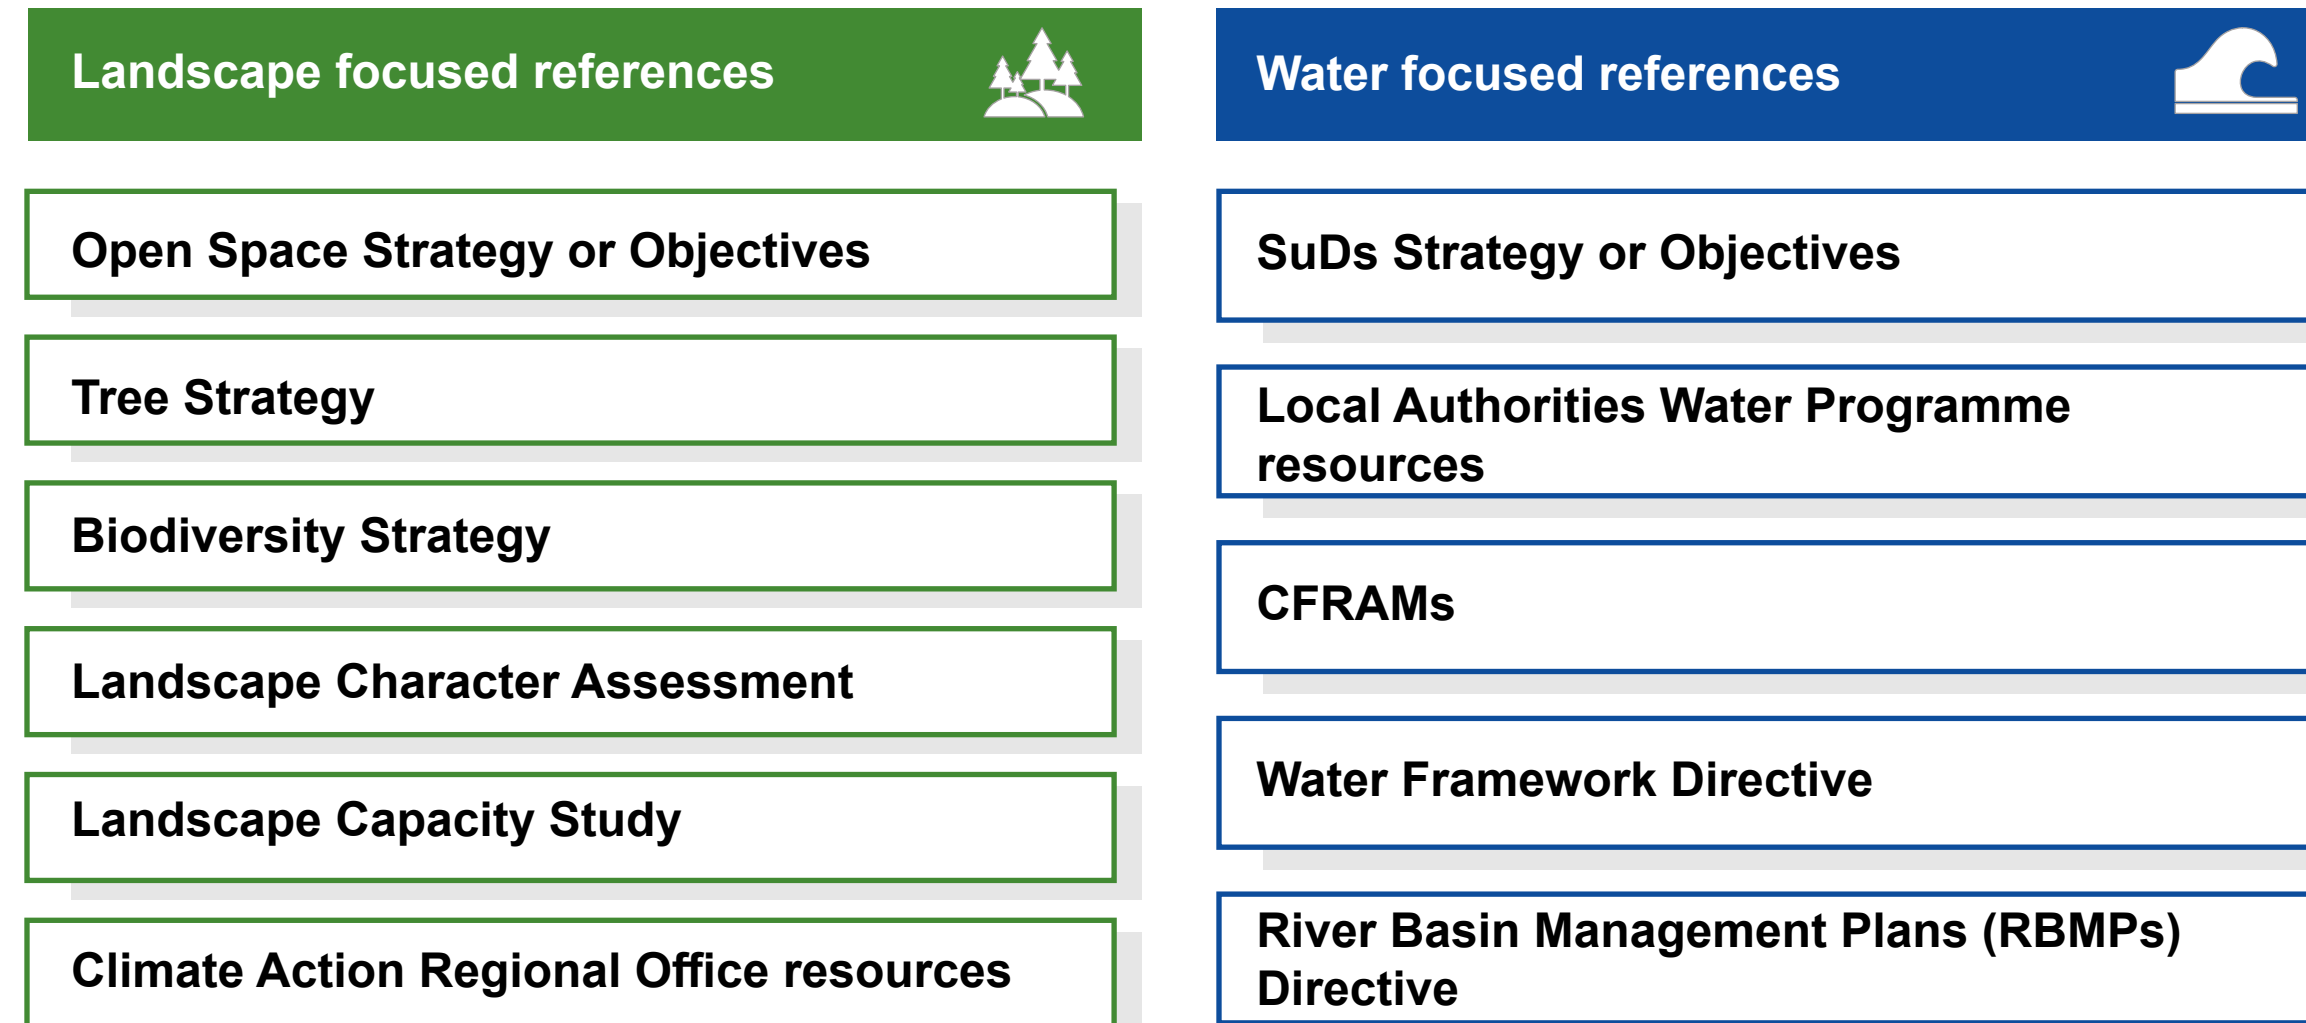 Landscape focused references
Open Space Strategy or Objectives
Tree Strategy
Biodiversity Strategy
Landscape Character Assessment
Landscape Capacity Study
Climate Action Regional Office resources
Water focused references
SuDs Strategy or Objectives
Local Authorities Water Programme
resources
CFRAMs
Water Framework Directive
River Basin Management Plans (RBMPs)
Directive